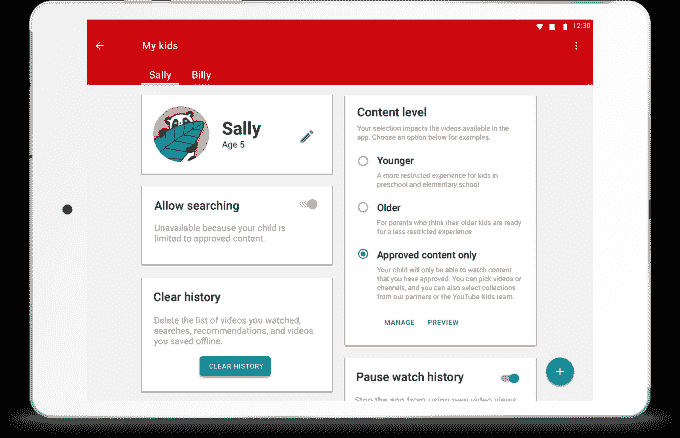 12:30
My kids
Sally
Billy
Sally
Age 5
Allow searching
Unavailable because your child is
limited to approved content.
Clear history
Delete the list of videos you watched,
searches, recommendations, and videos
you saved offline.
CLEAR HISTORY
Content level
Your selection impacts the videos available in the
app. Choose an option below for examples.
Younger
A more restricted experience for kids in
preschool and elementary school
Older
For parents who think their older kids are ready
for a less restricted experience
Approved content only
Your child will only be able to watch content
that you have approved. You can pick videos or
channels, and you can also select collections
from our partners or the YouTube Kids team.
MANAGE
PREVIEW
Pause watch history
Stop the app from using new video views